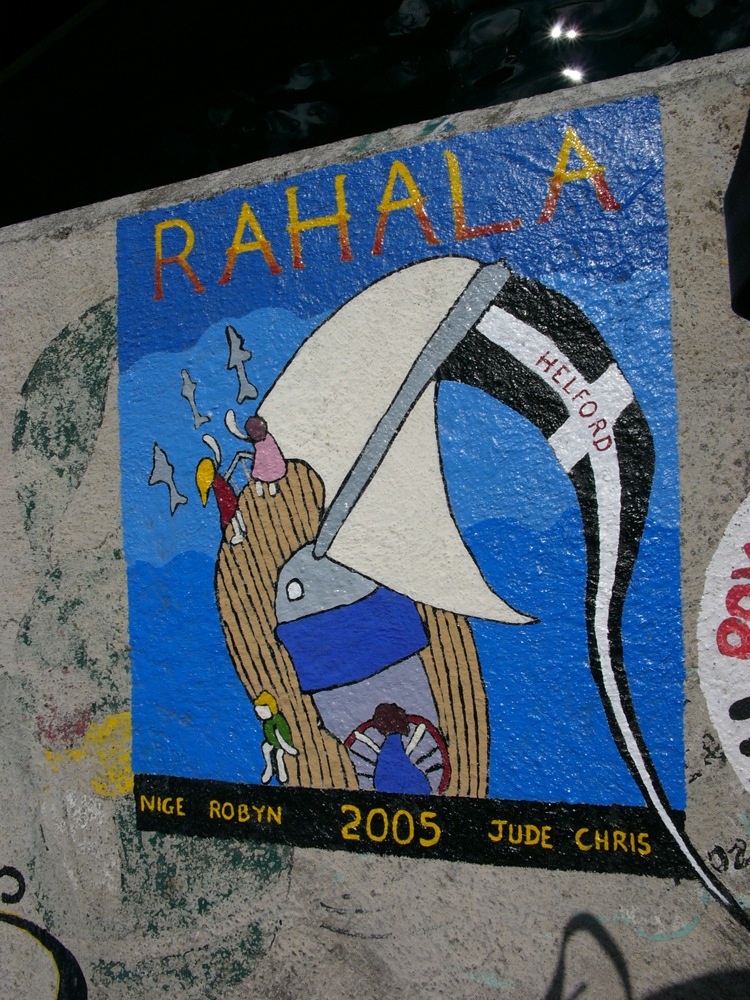 RAHALA
HELFORD
NIGE ROBYN 2005 JUDE CHRIS